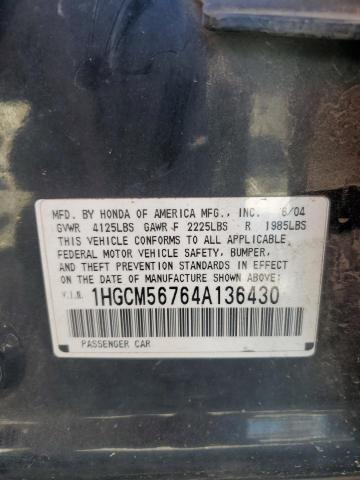 MFD. BY HONDA OF AMERICA MFG., INC. 6/04
GVWR 4125LBS GAWR F 2225LBS R 1985LBS
THIS VEHICLE CONFORMS TO ALL APPLICABLE
FEDERAL MOTOR VEHICLE SAFETY, BUMPER,
AND THEFT PREVENTION STANDARDS IN EFFECT
ON THE DATE OF MANUFACTURE SHOWN ABOVE:
V.I.N. 1HGCM56764A136430
PASSENGER CAR